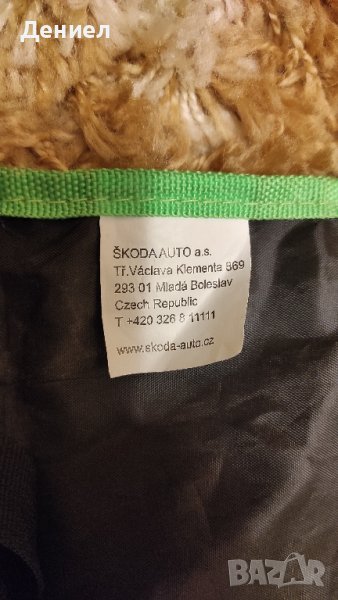 Дениел
ŠKODA AUTO a.s.
Tř.Václava Klementa 869
293 01 Mladá Boleslav
Czech Republic
T +420 326 8 11111
www.skoda-auto.cz
BAZAR